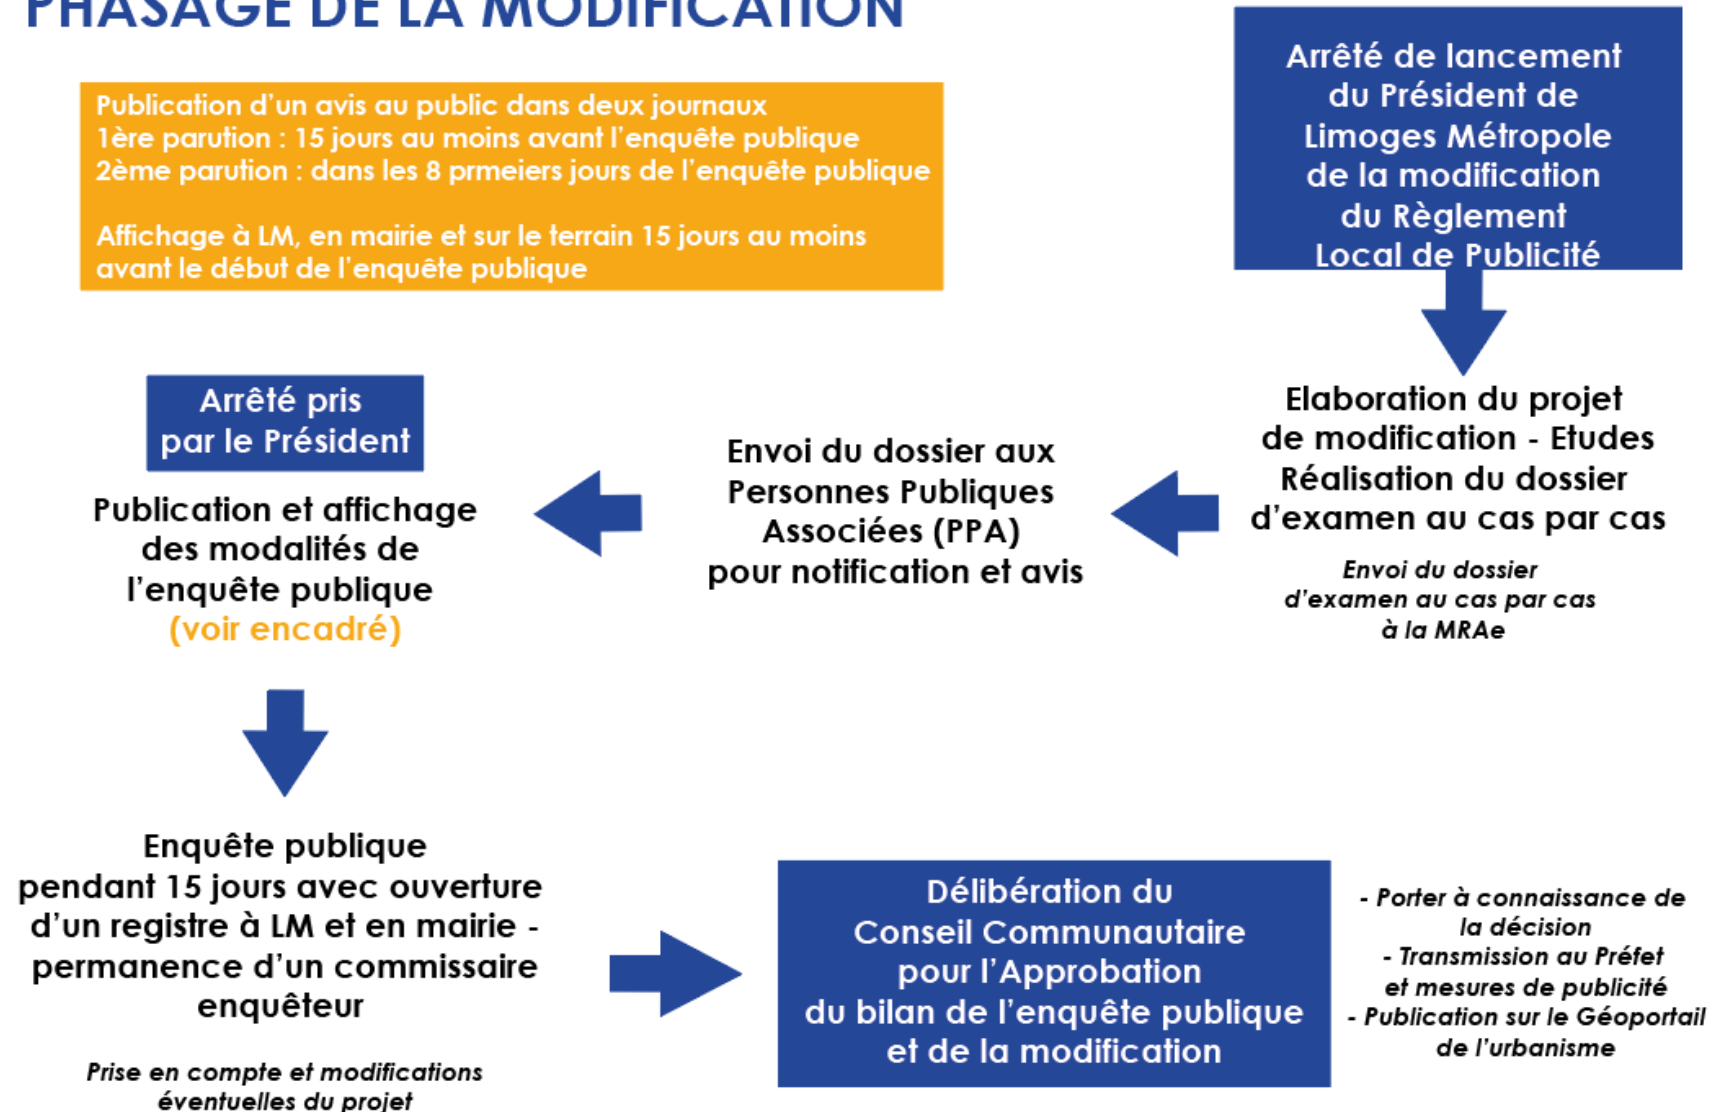 PHASAGE DE LA MODIFICATION
Publication d'un avis au public dans deux journaux
1ère parution : 15 jours au moins avant l'enquête publique
2ème parution : dans les 8 prmeiers jours de l'enquête publique
Affichage à LM, en mairie et sur le terrain 15 jours au moins
avant le début de l'enquête publique
Arrêté de lancement
du Président de
Limoges Métropole
de la modification
du Règlement
Local de Publicité
Elaboration du projet
de modification - Etudes
Réalisation du dossier
d'examen au cas par cas
Envoi du dossier
d'examen au cas par cas
à la MRAe
Envoi du dossier aux
Personnes Publiques
Associées (PPA)
pour notification et avis
Arrêté pris
par le Président
Publication et affichage
des modalités de
l'enquête publique
(voir encadré)
Enquête publique
pendant 15 jours avec ouverture
d'un registre à LM et en mairie -
permanence d'un commissaire
enquêteur
Prise en compte et modifications
éventuelles du projet
Délibération du
Conseil Communautaire
pour l'Approbation
du bilan de l'enquête publique
et de la modification
- Porter à connaissance de
la décision
- Transmission au Préfet
et mesures de publicité
- Publication sur le Géoportail
de l'urbanisme